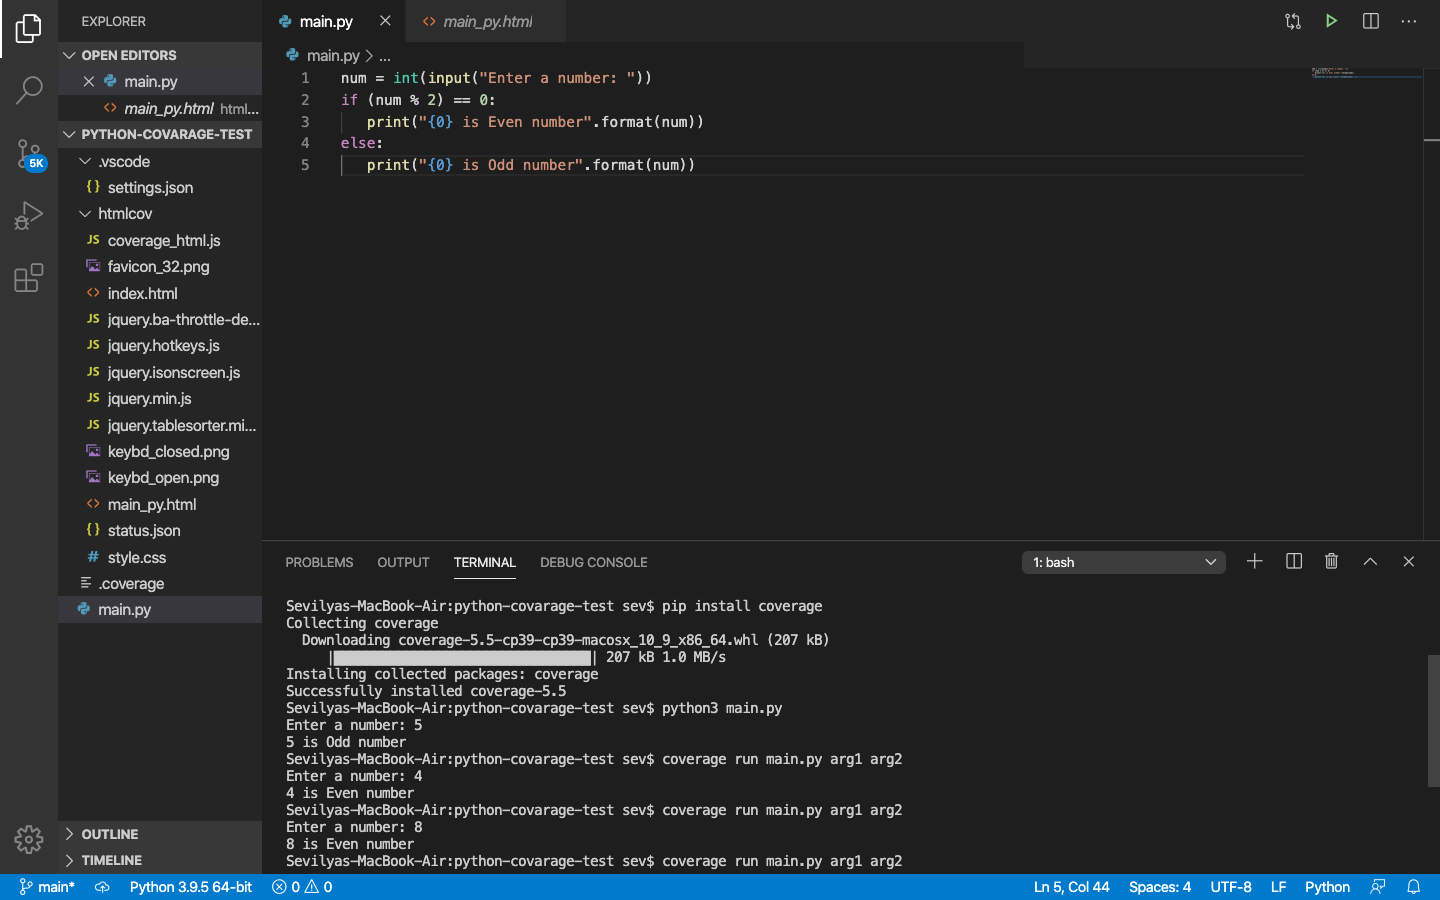 EXPLORER
OPEN EDITORS
main.py
main_py.html html...
PYTHON-COVARAGE-TEST
.vscode
{} settings.json
htmlcov
JS coverage_html.js
favicon_32.png
<> index.html
JS jquery.ba-throttle-de...
JS jquery.hotkeys.js
JS jquery.isonscreen.js
JS jquery.min.js
JS jquery.tablesorter.mi...
keybd_closed.png
keybd_open.png
<> main_py.html
{} status.json
# style.css
.coverage
main.py
OUTLINE
TIMELINE
5K
main.py
<> main_py.html
main.py > ...
1 num = int(input("Enter a number: "))
2 if (num % 2) == 0:
3 print("{0} is Even number".format(num))
4 else:
5 print("{0} is Odd number".format(num))
PROBLEMS OUTPUT TERMINAL DEBUG CONSOLE
1: bash
Sevilyas-MacBook-Air:python-covarage-test sev$ pip install coverage
Collecting coverage
Downloading coverage-5.5-cp39-cp39-macosx_10_9_x86_64.whl (207 kB)
|████████████████████████████████| 207 kB 1.0 MB/s
Installing collected packages: coverage
Successfully installed coverage-5.5
Sevilyas-MacBook-Air:python-covarage-test sev$ python3 main.py
Enter a number: 5
5 is Odd number
Sevilyas-MacBook-Air:python-covarage-test sev$ coverage run main.py arg1 arg2
Enter a number: 4
4 is Even number
Sevilyas-MacBook-Air:python-covarage-test sev$ coverage run main.py arg1 arg2
Enter a number: 8
8 is Even number
Sevilyas-MacBook-Air:python-covarage-test sev$ coverage run main.py arg1 arg2
main* Python 3.9.5 64-bit 0 0 Ln 5, Col 44 Spaces: 4 UTF-8 LF Python